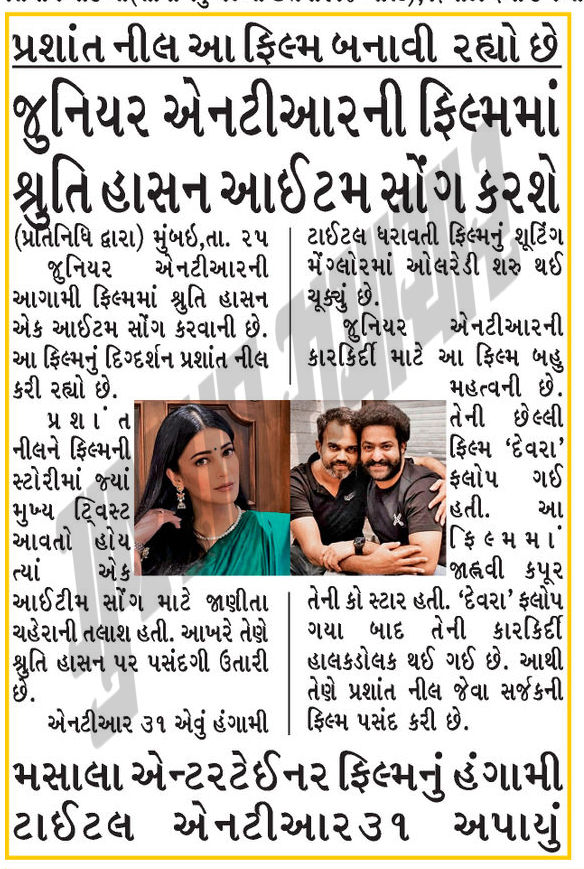 પ્રશાંત નીલ આ ફિલ્મ બનાવી રહ્યો છે
જુનિયર એનટીઆરની ફિલ્મમાં
શ્રુતિ હાસન આઈટમ સોંગ કરશે
(પ્રતિનિધિ દ્વારા) મુંબઇ,તા. ૨૫
જુનિયર એનટીઆરની
આગામી ફિલ્મમાં શ્રુતિ હાસન
એક આઈટમ સોંગ કરવાની છે.
આ ફિલ્મનું દિગ્દર્શન પ્રશાંત નીલ
કરી રહ્યો છે.
પ્રશાંત
નીલને ફિલ્મની
સ્ટોરીમાં જ્યાં
મુખ્ય ટ્વિસ્ટ
આવતો હોય
ત્યાં એક
આઈટીમ સોંગ માટે જાણીતા
ચહેરાની તલાશ હતી. આખરે તેણે
શ્રુતિ હાસન પર પસંદગી ઉતારી
છે.
એનટીઆર ૩૧ એવું હંગામી
ટાઈટલ ધરાવતી ફિલ્મનું શૂટિંગ
મેંગ્લોરમાં ઓલરેડી શરુ થઈ
ચૂક્યું છે.
જુનિયર એનટીઆરની
કારકિર્દી માટે આ ફિલ્મ બહુ
મહત્વની છે.
તેની છેલ્લી
ફિલ્મ 'દેવરા'
ફલોપ ગઈ
હતી. આ
ફિલ્મમાં
જાહ્નવી કપૂર
તેની કો સ્ટાર હતી. 'દેવરા' ફલોપ
ગયા બાદ તેની કારકિર્દી
હાલકડોલક થઈ ગઈ છે. આથી
તેણે પ્રશાંત નીલ જેવા સર્જકની
ફિલ્મ પસંદ કરી છે.
મસાલા એન્ટરટેઈનર ફિલ્મનું હંગામી
ટાઈટલ એનટીઆર૩૧ અપાયું